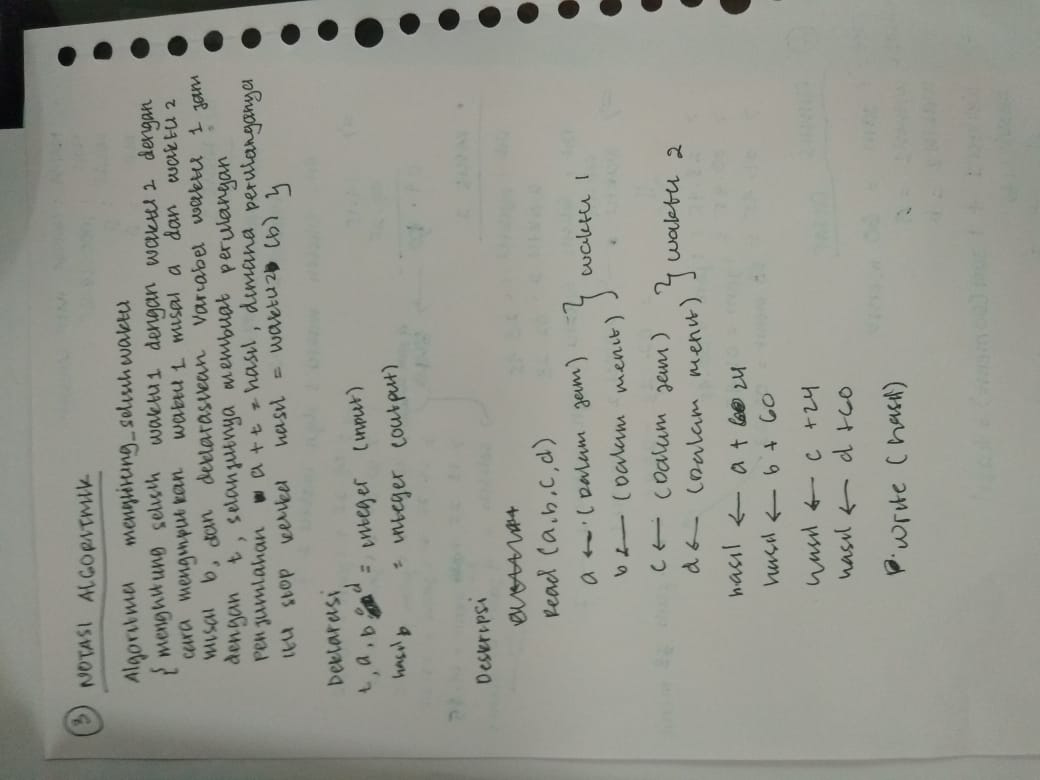 3 NOTASI ALGORITMIK
Algoritma menghitung_selisihwaktu
{ menghitung selisih waktu 1 dengan waktu 2 dengan
cara menginputkan waktu 1 misal a dan waktu 2
misal b, dan deklarasikan variabel waktu 1 jam
dengan t, selanjutnya membuat perulangan
penjumlahan a + t = hasil, dimana perulangannya
itu stop ketika hasil = waktu 2 (b) }
Deklarasi
t, a, b, c, d = integer (input)
hasil = integer (output)
Deskripsi
Read (a, b, c, d)
a ← (Dalam jam) } waktu 1
b ← (Dalam menit)
c ← (Dalam jam) } waktu 2
d ← (Dalam menit)
hasil ← a + 24
hasil ← b + 60
hasil ← c + 24
hasil ← d + 60
Write (hasil)